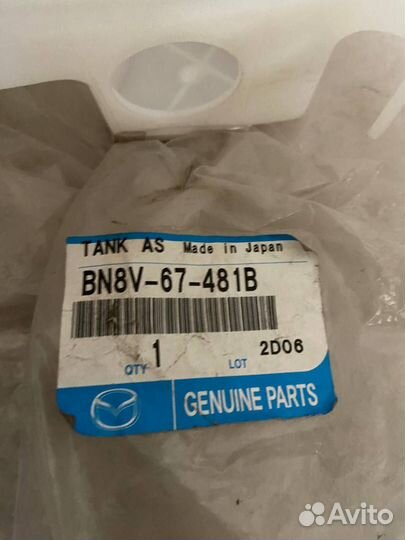 TANK AS Made in Japan
BN8V-67-481B
QTY 1 LOT 2D06
GENUINE PARTS
Avito